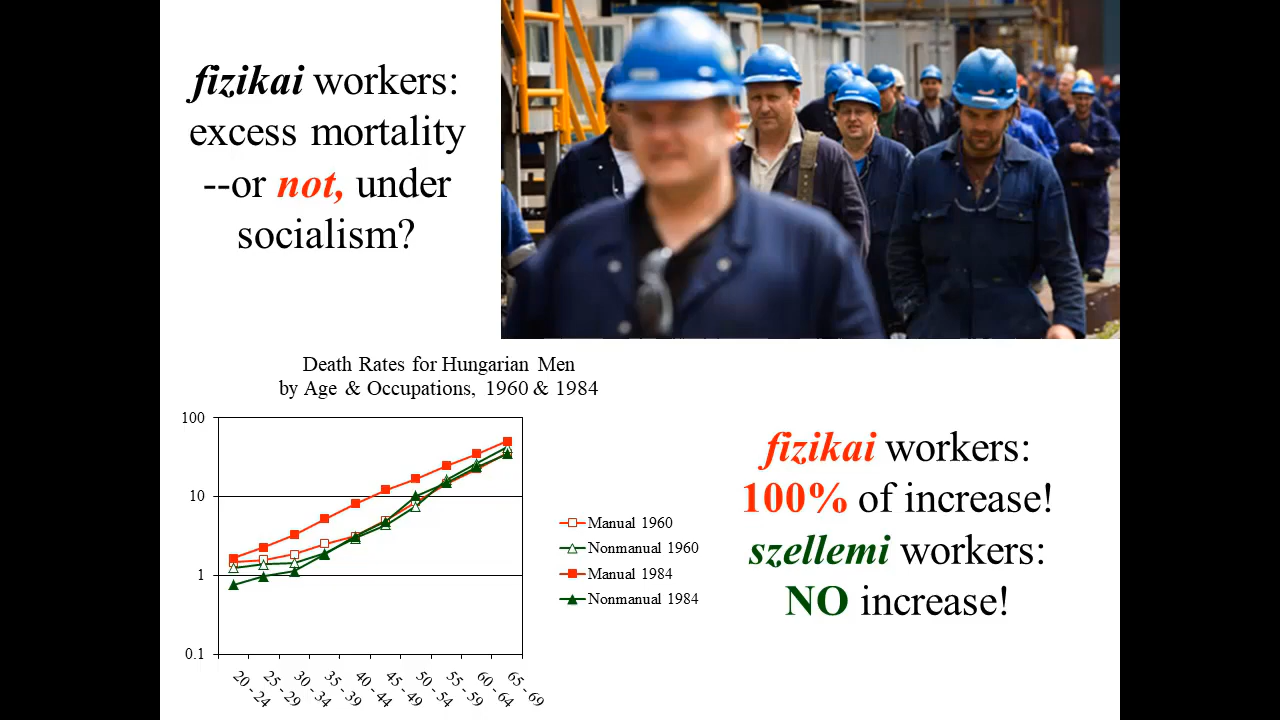 fizikai workers:
excess mortality
--or not, under
socialism?
Death Rates for Hungarian Men
by Age & Occupations, 1960 & 1984
100
10
1
0.1
20 - 24
25 - 29
30 - 34
35 - 39
40 - 44
45 - 49
50 - 54
55 - 59
60 - 64
65 - 69
Manual 1960
Nonmanual 1960
Manual 1984
Nonmanual 1984
fizikai workers:
100% of increase!
szellemi workers:
NO increase!